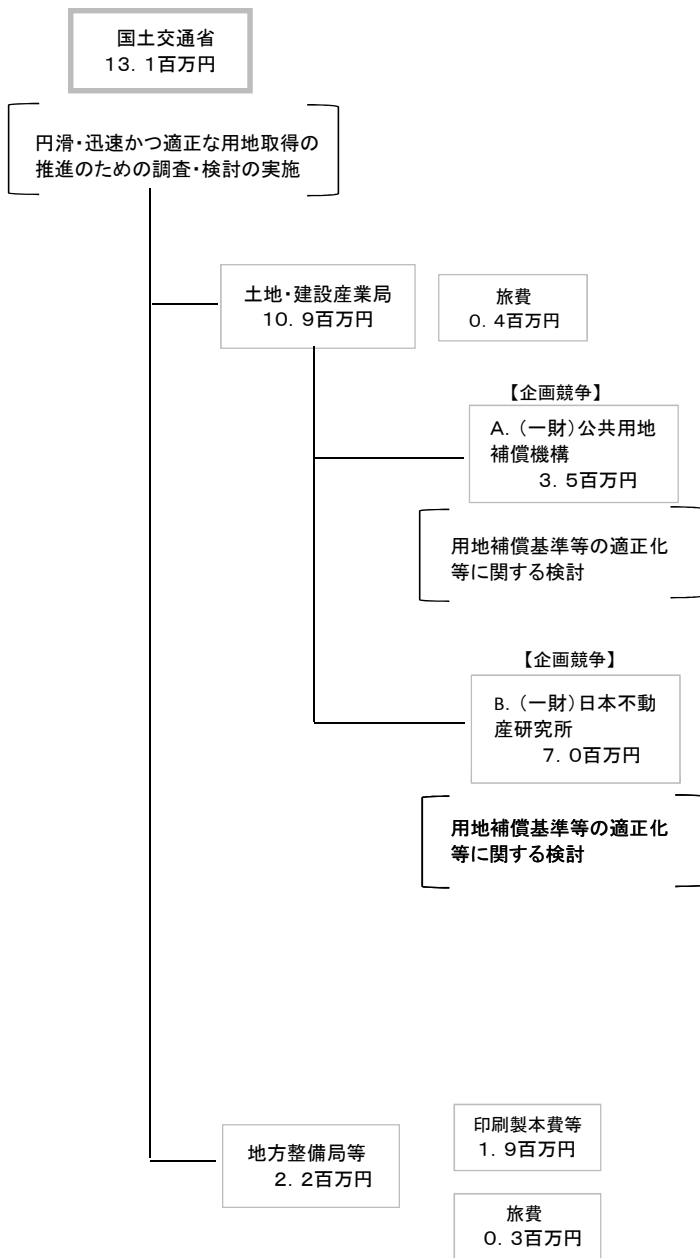 国土交通省
１３．１百万円
円滑・迅速かつ適正な用地取得の
推進のための調査・検討の実施
土地・建設産業局
１０．９百万円
旅費
０．４百万円
【企画競争】
A．（一財）公共用地
補償機構
３．５百万円
用地補償基準等の適正化
等に関する検討
【企画競争】
B．（一財）日本不動
産研究所
７．０百万円
用地補償基準等の適正化
等に関する検討
地方整備局等
２．２百万円
印刷製本費等
１．９百万円
旅費
０．３百万円